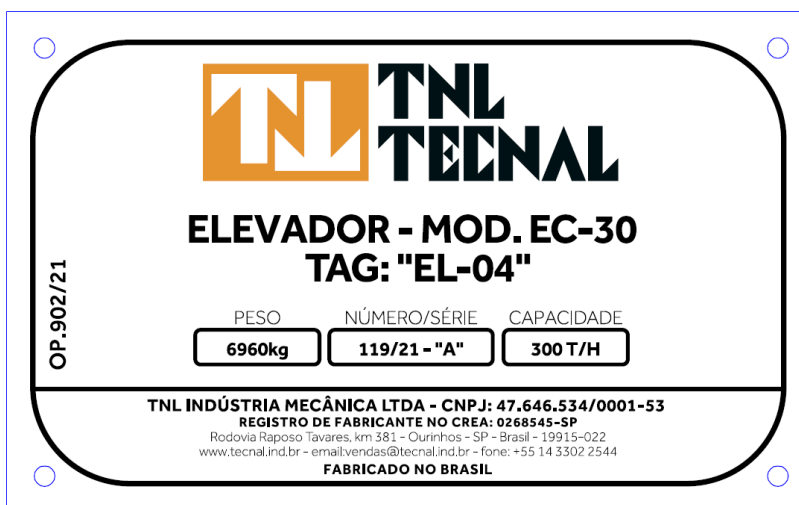 TNL
TL TECNAL
ELEVADOR - MOD. EC-30
TAG: "EL-04"
OP.902/21
PESO NÚMERO/SÉRIE CAPACIDADE
6960kg 119/21 - "A" 300 T/H
TNL INDÚSTRIA MECÂNICA LTDA - CNPJ: 47.646.534/0001-53
REGISTRO DE FABRICANTE NO CREA: 0268545-SP
Rodovia Raposo Tavares, km 381 - Ourinhos - SP - Brasil - 19915-022
www.tecnal.ind.br - email:vendas@tecnal.ind.br - fone: +55 14 3302 2544
FABRICADO NO BRASIL